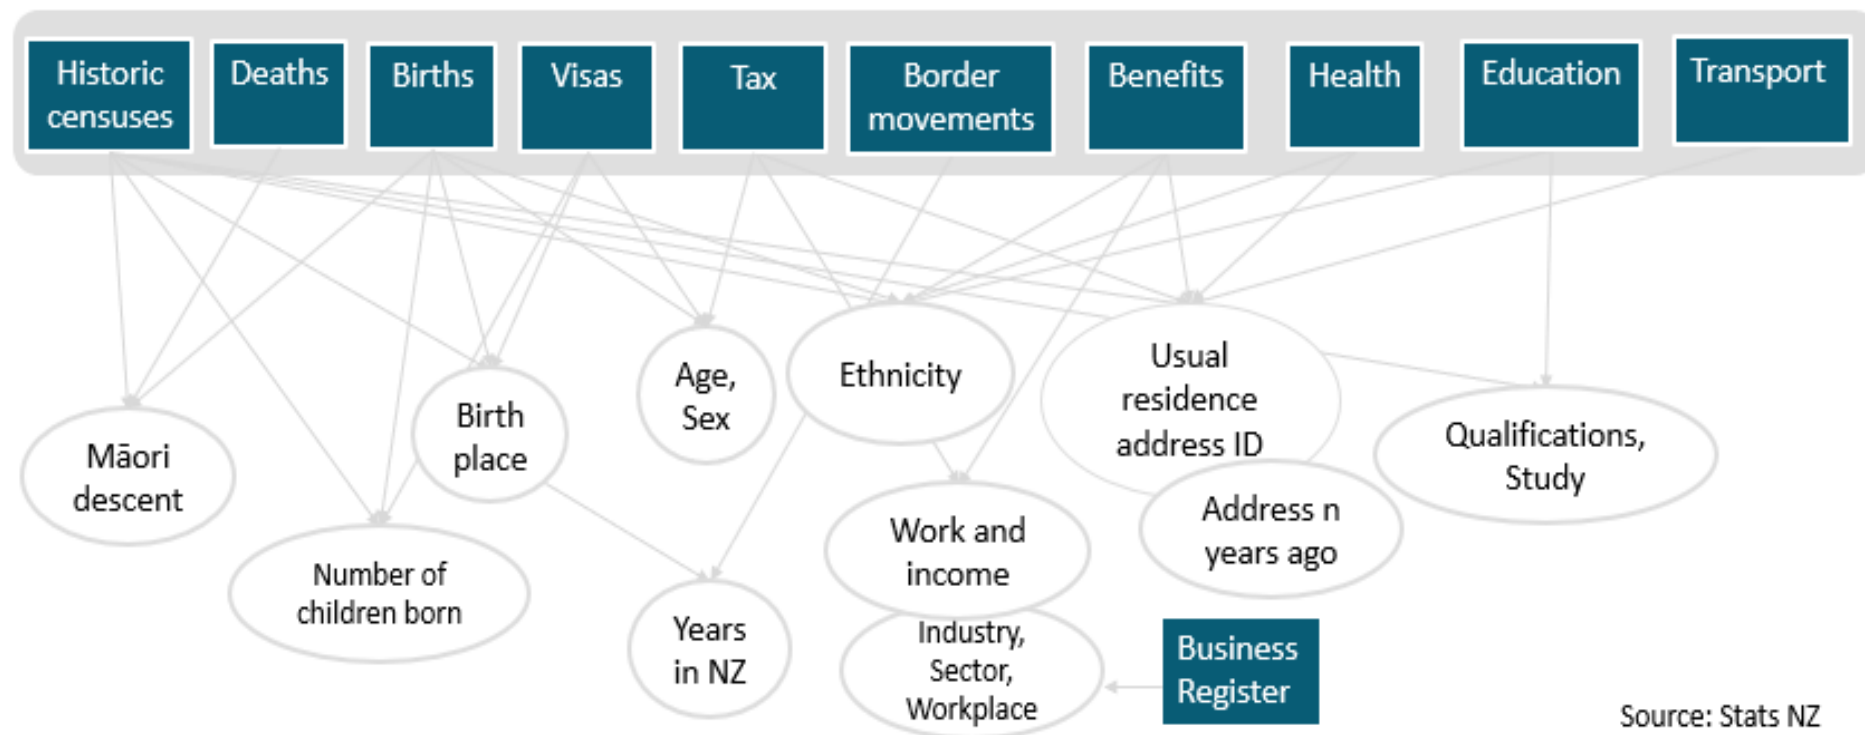 Historic
censuses
Deaths
Births
Visas
Tax
Border
movements
Benefits
Health
Education
Transport
Māori
descent
Number of
children born
Birth
place
Age,
Sex
Years
in NZ
Ethnicity
Work and
income
Industry,
Sector,
Workplace
Business
Register
Usual
residence
address ID
Address n
years ago
Qualifications,
Study
Source: Stats NZ